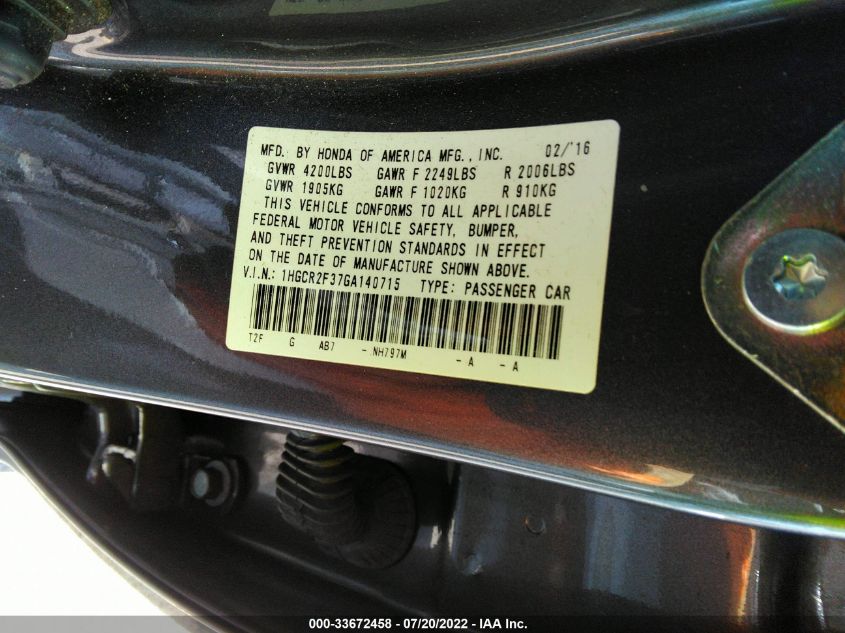 MFD. BY HONDA OF AMERICA MFG., INC. 02/'16
GVWR 4200LBS GAWR F 2249LBS R 2006LBS
GVWR 1905KG GAWR F 1020KG R 910KG
THIS VEHICLE CONFORMS TO ALL APPLICABLE
FEDERAL MOTOR VEHICLE SAFETY, BUMPER,
AND THEFT PREVENTION STANDARDS IN EFFECT
ON THE DATE OF MANUFACTURE SHOWN ABOVE.
V.I.N.: 1HGCR2F37GA140715 TYPE: PASSENGER CAR
T2F G AB7 - NH797M - A - A
000-33672458 - 07/20/2022 - IAA Inc.